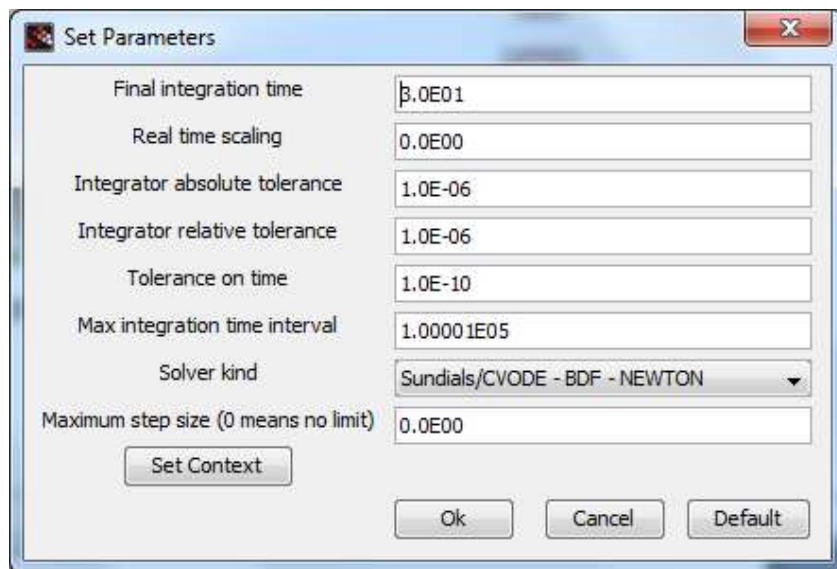 Set Parameters
Final integration time 3.0E01
Real time scaling 0.0E00
Integrator absolute tolerance 1.0E-06
Integrator relative tolerance 1.0E-06
Tolerance on time 1.0E-10
Max integration time interval 1.00001E05
Solver kind Sundials/CVODE - BDF - NEWTON
Maximum step size (0 means no limit) 0.0E00
Set Context
Ok Cancel Default